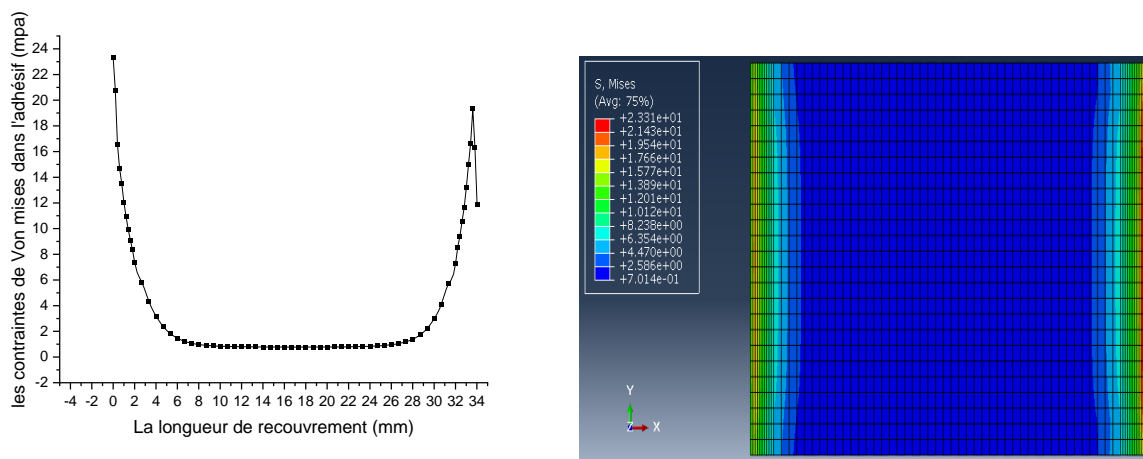 les contraintes de Von mises dans l'adhésif (mpa)
24
22
20
18
16
14
12
10
8
6
4
2
0
-2
-4 -2 0 2 4 6 8 10 12 14 16 18 20 22 24 26 28 30 32 34
La longueur de recouvrement (mm)
S, Mises
(Avg: 75%)
+2.331e+01
+2.143e+01
+1.954e+01
+1.766e+01
+1.577e+01
+1.389e+01
+1.201e+01
+1.012e+01
+8.238e+00
+6.354e+00
+4.470e+00
+2.586e+00
+7.014e-01
Y
Z X